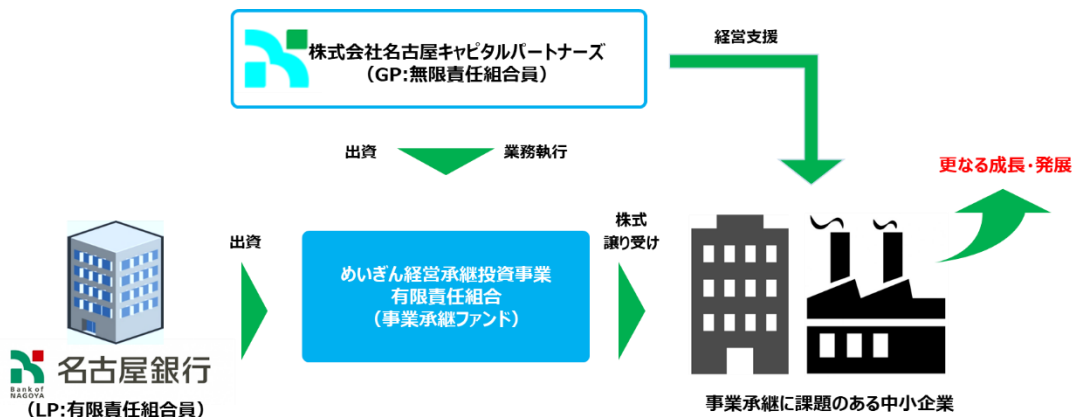 株式会社名古屋キャピタルパートナーズ
（GP:無限責任組合員）
経営支援
出資
業務執行
更なる成長・発展
出資
めいぎん経営承継投資事業
有限責任組合
（事業承継ファンド）
株式
譲り受け
Bank of
NAGOYA
名古屋銀行
（LP:有限責任組合員）
事業承継に課題のある中小企業